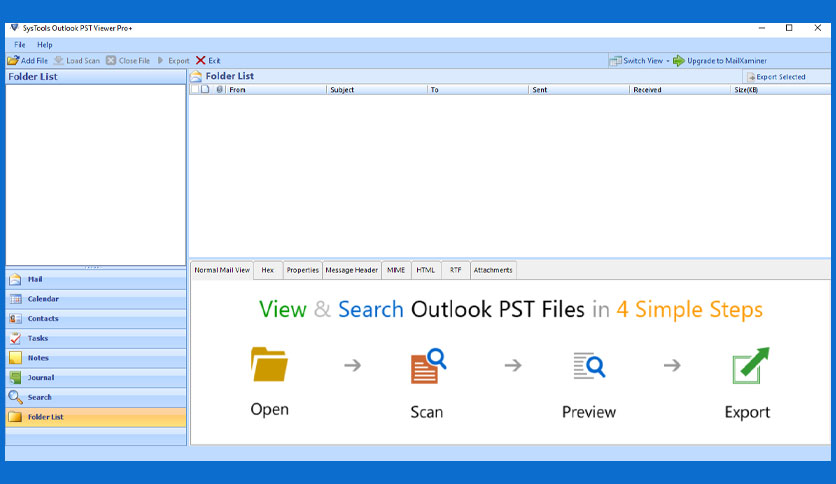 SysTools Outlook PST Viewer Pro+
File Help
Add File Load Scan Close File Export Exit Switch View Upgrade to MailXaminer
Folder List
Folder List
Export Selected
From Subject To Sent Received Size(KB)
Normal Mail View Hex Properties Message Header MIME HTML RTF Attachments
Mail
Calendar
Contacts
Tasks
Notes
Journal
Search
Folder List
View & Search Outlook PST Files in 4 Simple Steps
Open Scan Preview Export